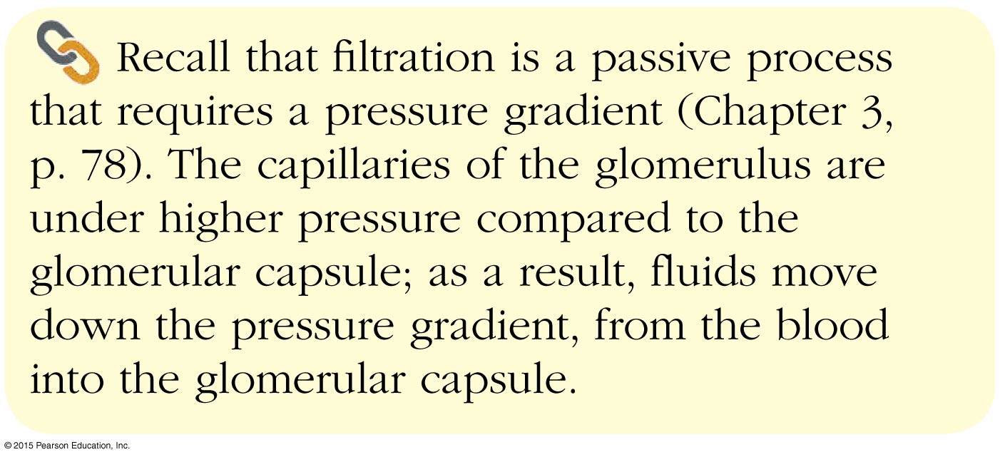 Recall that filtration is a passive process
that requires a pressure gradient (Chapter 3,
p. 78). The capillaries of the glomerulus are
under higher pressure compared to the
glomerular capsule; as a result, fluids move
down the pressure gradient, from the blood
into the glomerular capsule.
© 2015 Pearson Education, Inc.